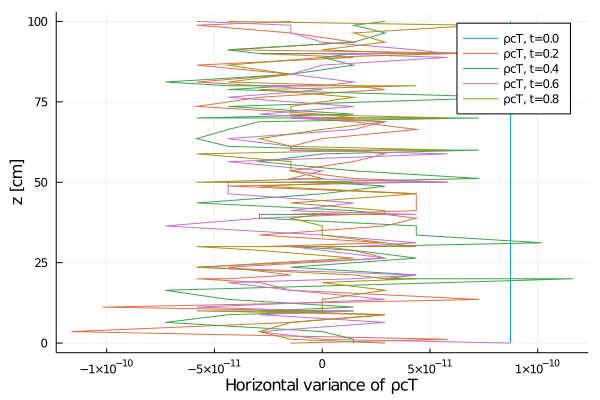 100
75
50
25
0
z [cm]
ρcT, t=0.0
ρcT, t=0.2
ρcT, t=0.4
ρcT, t=0.6
ρcT, t=0.8
−1×10⁻¹⁰ −5×10⁻¹¹ 0 5×10⁻¹¹ 1×10⁻¹⁰
Horizontal variance of ρcT